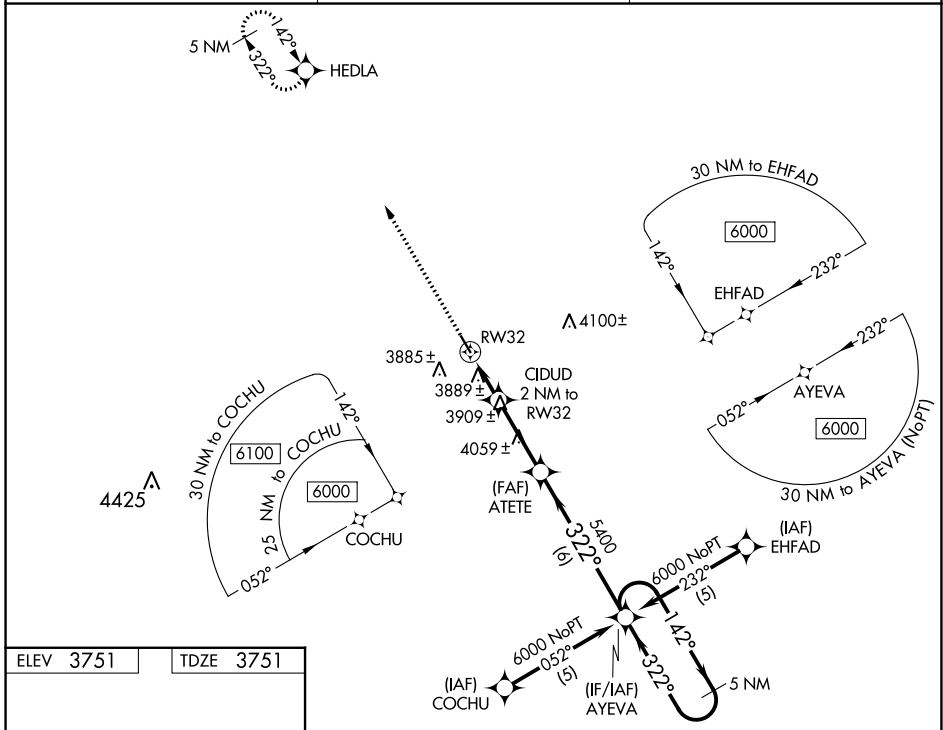 5 NM
142°
322°
HEDLA
30 NM to EHFAD
6000
142°
232°
EHFAD
4100±
RW32
3885±
3889±
CIDUD
2 NM to
RW32
3909±
4059±
232°
AYEVA
052°
6000
30 NM to AYEVA (NoPT)
142°
30 NM to COCHU
6100
25 NM to COCHU
6000
4425
COCHU
052°
(FAF)
ATETE
5400
322°
(6)
(IAF)
EHFAD
6000 NoPT
232°
(5)
6000 NoPT
052°
(5)
142°
322°
5 NM
(IAF)
COCHU
(IF/IAF)
AYEVA
ELEV 3751
TDZE 3751